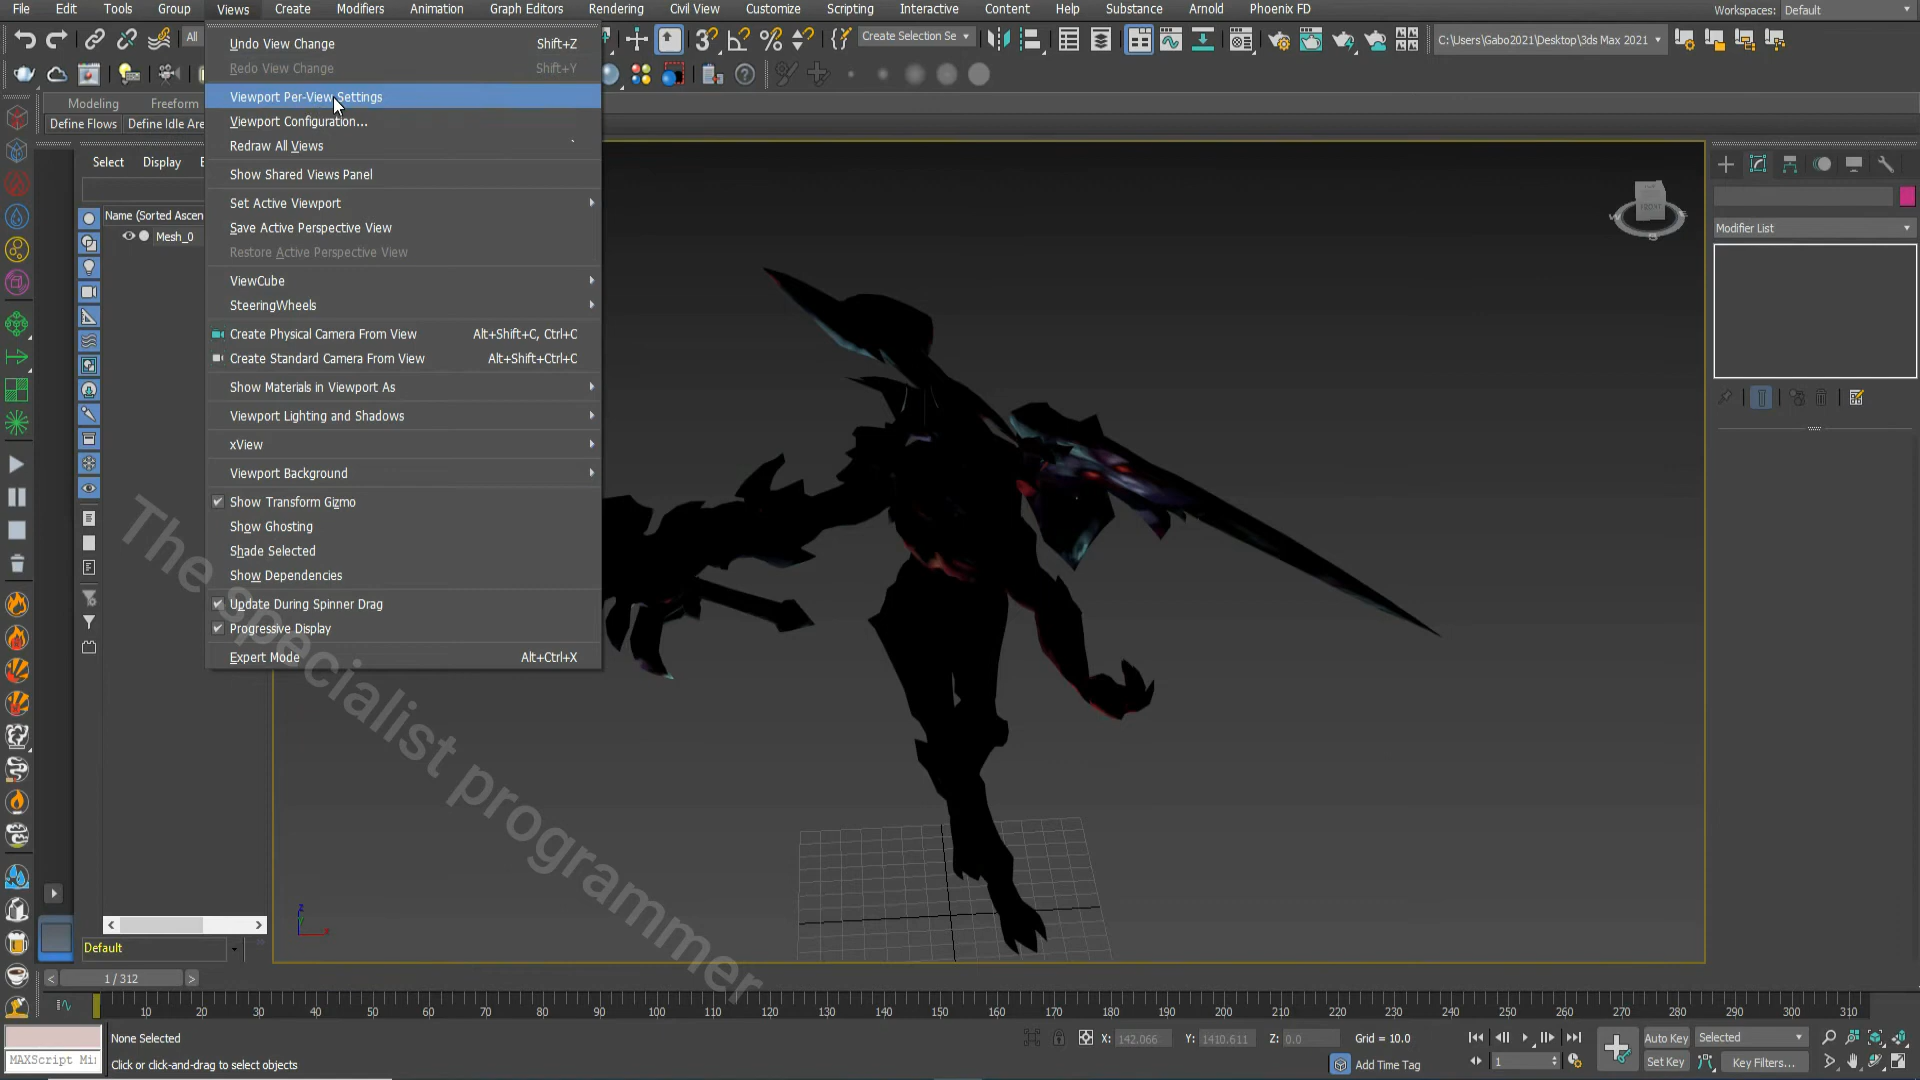 File Edit Tools Group Views Create Modifiers Animation Graph Editors Rendering Civil View Customize Scripting Interactive Content Help Substance Arnold Phoenix FD Workspaces: Default
All Create Selection Se C:\Users\Gabo2021\Desktop\3ds Max 2021
Modeling Freeform
Define Flows Define Idle Are
Select Display
Name (Sorted Ascen
Mesh_0
Undo View Change Shift+Z
Redo View Change Shift+Y
Viewport Per-View Settings
Viewport Configuration...
Redraw All Views `
Show Shared Views Panel
Set Active Viewport
Save Active Perspective View
Restore Active Perspective View
ViewCube
SteeringWheels
Create Physical Camera From View Alt+Shift+C, Ctrl+C
Create Standard Camera From View Alt+Shift+Ctrl+C
Show Materials in Viewport As
Viewport Lighting and Shadows
xView
Viewport Background
Show Transform Gizmo
Show Ghosting
Shade Selected
Show Dependencies
Update During Spinner Drag
Progressive Display
Expert Mode Alt+Ctrl+X
The specialist programmer
FRONT
W S
Modifier List
z
x
Default
< 1 / 312 >
10 20 30 40 50 60 70 80 90 100 110 120 130 140 150 160 170 180 190 200 210 220 230 240 250 260 270 280 290 300 310
None Selected
X: 142.066 Y: 1410.611 Z: 0.0 Grid = 10.0
Auto Key Selected
MAXScript Mi
Click or click-and-drag to select objects
Add Time Tag
1
Set Key Key Filters...